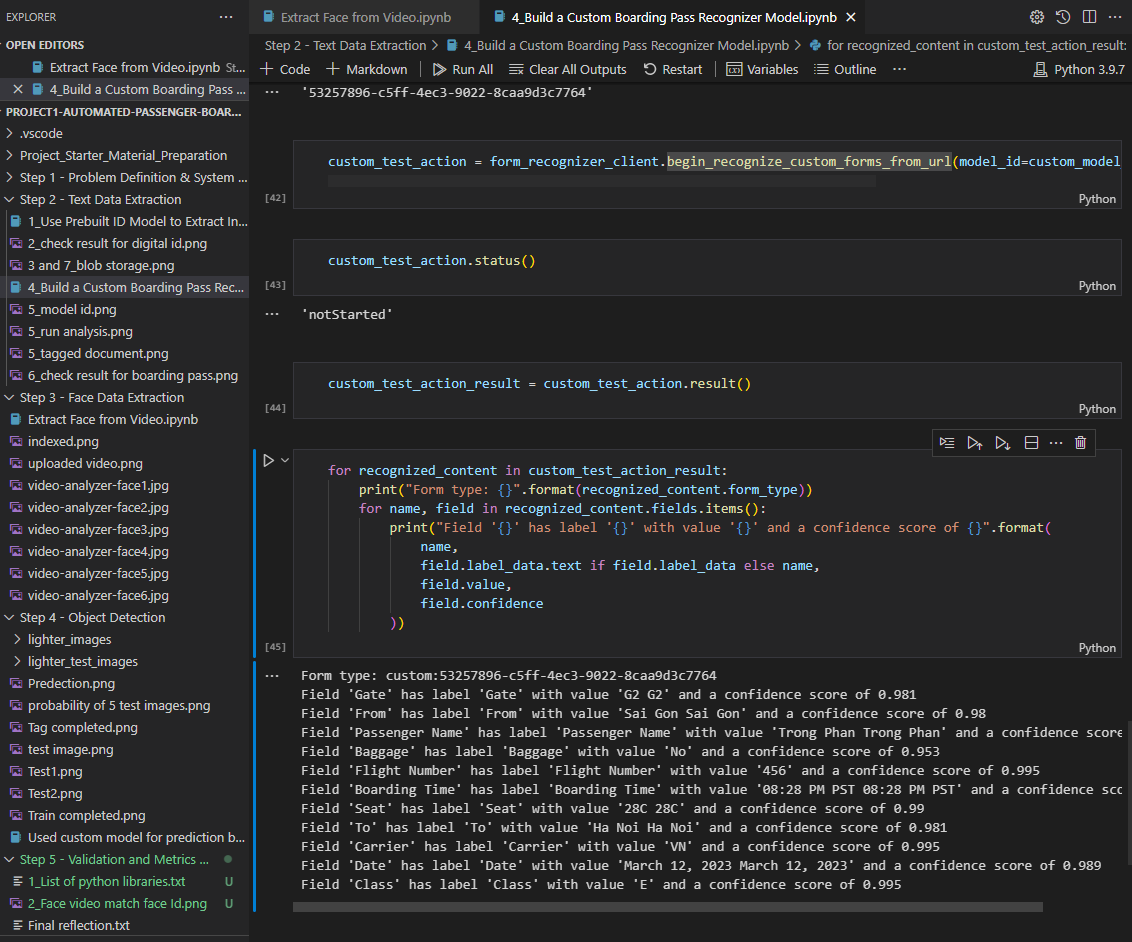 EXPLORER
···
OPEN EDITORS
Extract Face from Video.ipynb St...
4_Build a Custom Boarding Pass ...
PROJECT1-AUTOMATED-PASSENGER-BOAR...
.vscode
Project_Starter_Material_Preparation
Step 1 - Problem Definition & System ...
Step 2 - Text Data Extraction
1_Use Prebuilt ID Model to Extract In...
2_check result for digital id.png
3 and 7_blob storage.png
4_Build a Custom Boarding Pass Rec...
5_model id.png
5_run analysis.png
5_tagged document.png
6_check result for boarding pass.png
Step 3 - Face Data Extraction
Extract Face from Video.ipynb
indexed.png
uploaded video.png
video-analyzer-face1.jpg
video-analyzer-face2.jpg
video-analyzer-face3.jpg
video-analyzer-face4.jpg
video-analyzer-face5.jpg
video-analyzer-face6.jpg
Step 4 - Object Detection
lighter_images
lighter_test_images
Predection.png
probability of 5 test images.png
Tag completed.png
test image.png
Test1.png
Test2.png
Train completed.png
Used custom model for prediction b...
Step 5 - Validation and Metrics ...
1_List of python libraries.txt U
2_Face video match face Id.png U
Final reflection.txt
Extract Face from Video.ipynb
4_Build a Custom Boarding Pass Recognizer Model.ipynb
Step 2 - Text Data Extraction > 4_Build a Custom Boarding Pass Recognizer Model.ipynb > for recognized_content in custom_test_action_result:
+ Code + Markdown Run All Clear All Outputs Restart Variables Outline ··· Python 3.9.7
··· '53257896-c5ff-4ec3-9022-8caa9d3c7764'
custom_test_action = form_recognizer_client.begin_recognize_custom_forms_from_url(model_id=custom_model_
[42] Python
custom_test_action.status()
[43] Python
··· 'notStarted'
custom_test_action_result = custom_test_action.result()
[44] Python
for recognized_content in custom_test_action_result:
print("Form type: {}".format(recognized_content.form_type))
for name, field in recognized_content.fields.items():
print("Field '{}' has label '{}' with value '{}' and a confidence score of {}".format(
name,
field.label_data.text if field.label_data else name,
field.value,
field.confidence
))
[45] Python
··· Form type: custom:53257896-c5ff-4ec3-9022-8caa9d3c7764
Field 'Gate' has label 'Gate' with value 'G2 G2' and a confidence score of 0.981
Field 'From' has label 'From' with value 'Sai Gon Sai Gon' and a confidence score of 0.98
Field 'Passenger Name' has label 'Passenger Name' with value 'Trong Phan Trong Phan' and a confidence score
Field 'Baggage' has label 'Baggage' with value 'No' and a confidence score of 0.953
Field 'Flight Number' has label 'Flight Number' with value '456' and a confidence score of 0.995
Field 'Boarding Time' has label 'Boarding Time' with value '08:28 PM PST 08:28 PM PST' and a confidence sco
Field 'Seat' has label 'Seat' with value '28C 28C' and a confidence score of 0.99
Field 'To' has label 'To' with value 'Ha Noi Ha Noi' and a confidence score of 0.981
Field 'Carrier' has label 'Carrier' with value 'VN' and a confidence score of 0.995
Field 'Date' has label 'Date' with value 'March 12, 2023 March 12, 2023' and a confidence score of 0.989
Field 'Class' has label 'Class' with value 'E' and a confidence score of 0.995